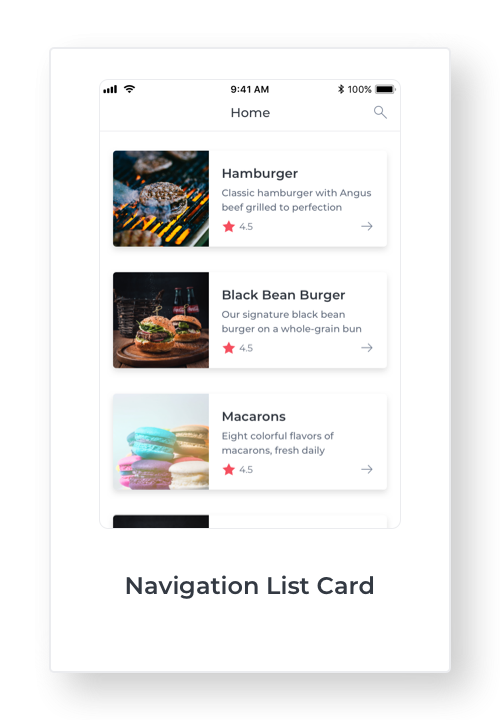 9:41 AM
100%
Home
Hamburger
Classic hamburger with Angus
beef grilled to perfection
4.5
Black Bean Burger
Our signature black bean
burger on a whole-grain bun
4.5
Macarons
Eight colorful flavors of
macarons, fresh daily
4.5
Navigation List Card